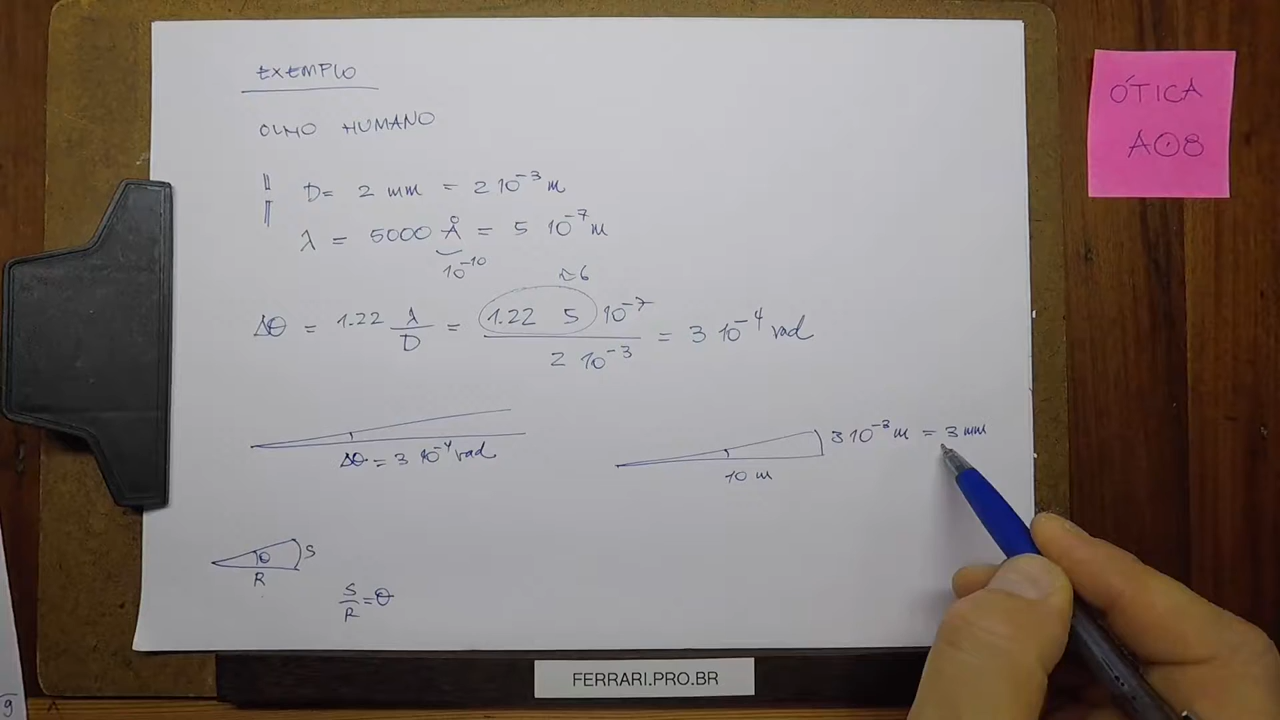 EXEMPLO
OLHO HUMANO
D = 2 mm = 2 10⁻³ m
λ = 5000 Å = 5 10⁻⁷ m
10⁻¹⁰
≈6
Δθ = 1.22 λ/D = 1.22 5 10⁻⁷ / 2 10⁻³ = 3 10⁻⁴ rad
Δθ = 3 10⁻⁴ rad
3 10⁻³ m = 3 mm
10 m
θ
S
R
S/R = θ
ÓTICA
A08
FERRARI.PRO.BR
9